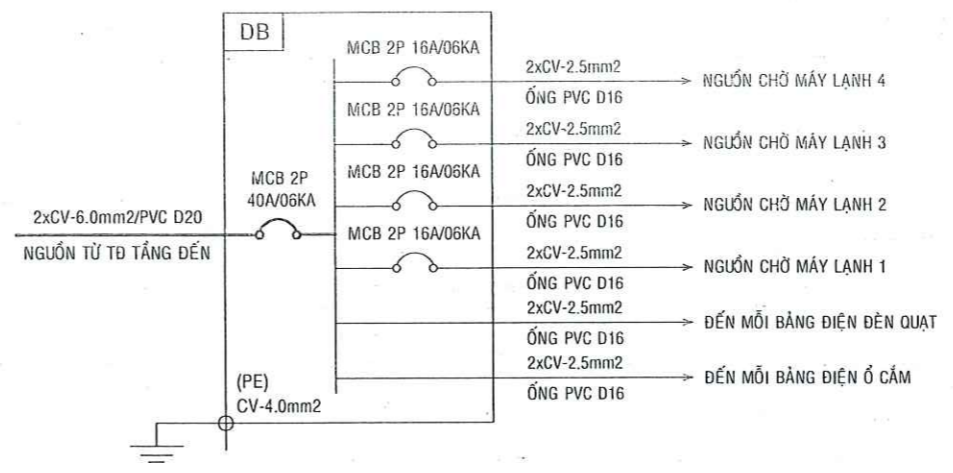 DB
MCB 2P 16A/06KA
2xCV-2.5mm2
ỐNG PVC D16
NGUỒN CHỜ MÁY LẠNH 4
MCB 2P 16A/06KA
2xCV-2.5mm2
ỐNG PVC D16
NGUỒN CHỜ MÁY LẠNH 3
MCB 2P 16A/06KA
2xCV-2.5mm2
ỐNG PVC D16
NGUỒN CHỜ MÁY LẠNH 2
MCB 2P 16A/06KA
2xCV-2.5mm2
ỐNG PVC D16
NGUỒN CHỜ MÁY LẠNH 1
MCB 2P
40A/06KA
2xCV-6.0mm2/PVC D20
NGUỒN TỪ TĐ TẦNG ĐẾN
2xCV-2.5mm2
ỐNG PVC D16
ĐẾN MỖI BẢNG ĐIỆN ĐÈN QUẠT
2xCV-2.5mm2
ỐNG PVC D16
ĐẾN MỖI BẢNG ĐIỆN Ổ CẮM
(PE)
CV-4.0mm2